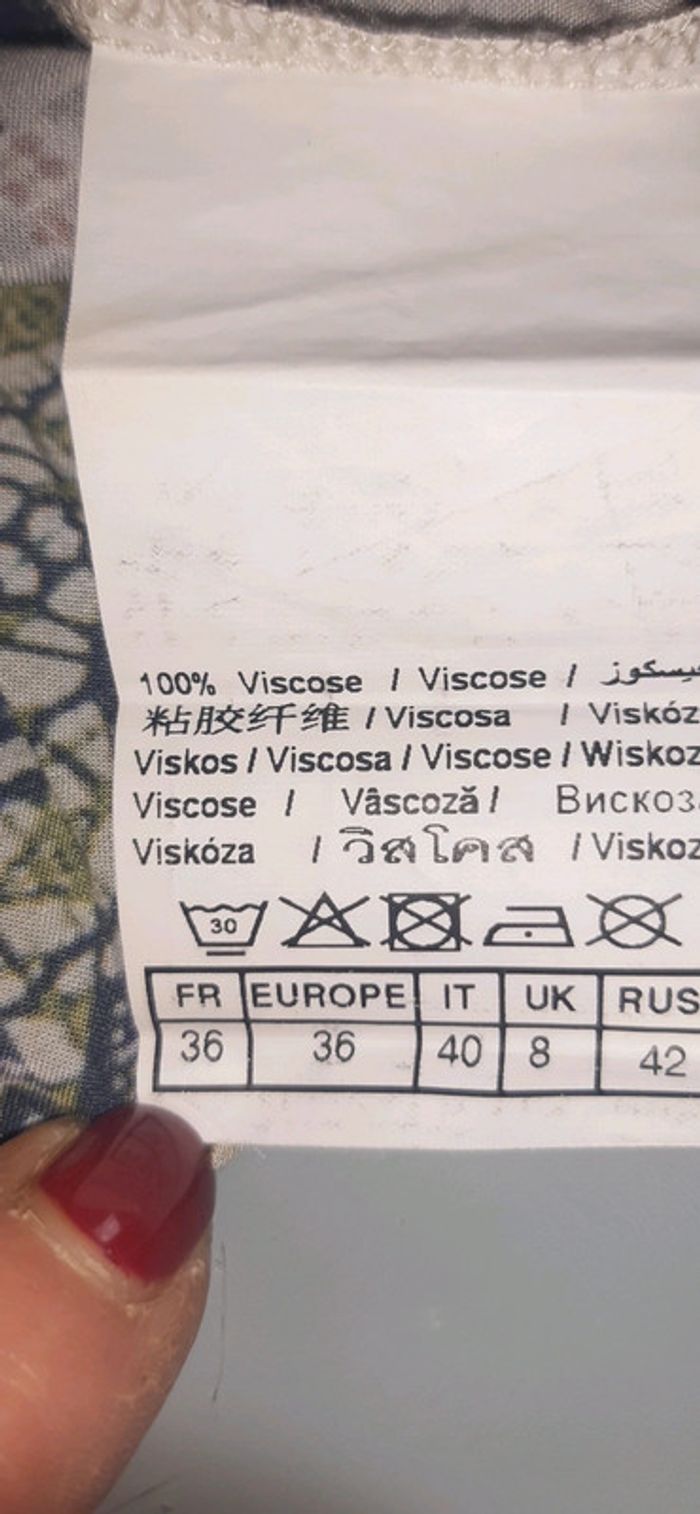 100% Viscose / Viscose / فيسكوز
粘胶纤维 / Viscosa / Viskóz
Viskos / Viscosa / Viscose / Wiskoz
Viscose / Vâscoză / Вискоз
Viskóza / วิสโคส / Viskoz
30
FR EUROPE IT UK RUS
36 36 40 8 42